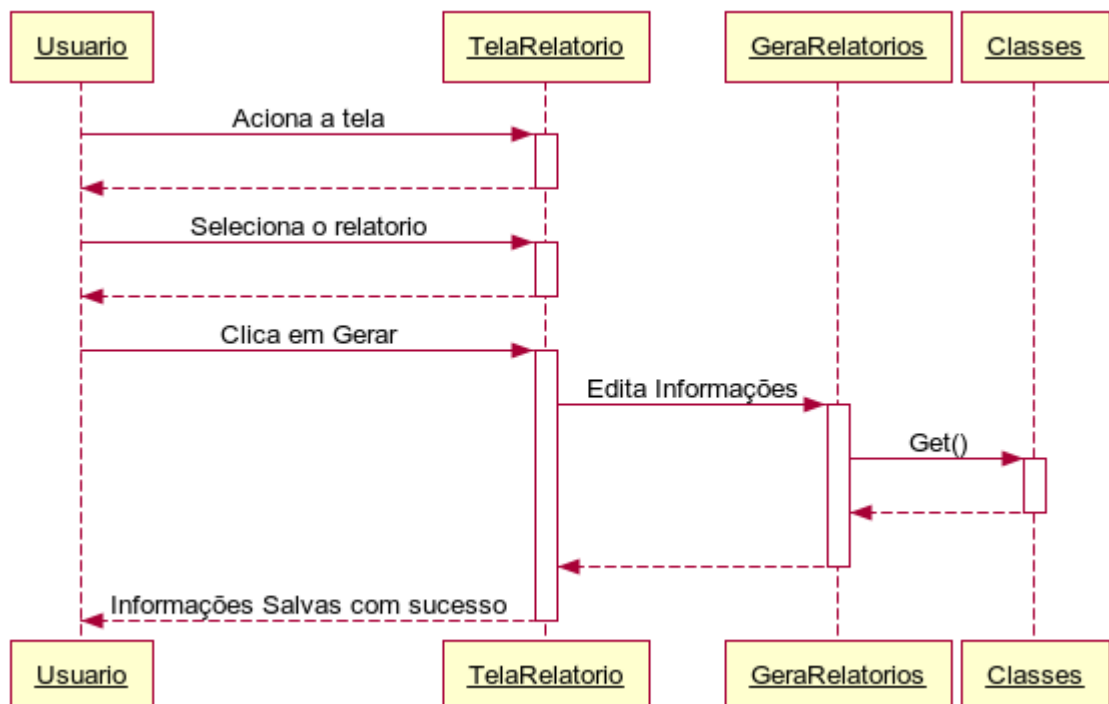 Usuario
TelaRelatorio
GeraRelatorios
Classes
Aciona a tela
Seleciona o relatorio
Clica em Gerar
Edita Informações
Get()
Informações Salvas com sucesso
Usuario
TelaRelatorio
GeraRelatorios
Classes